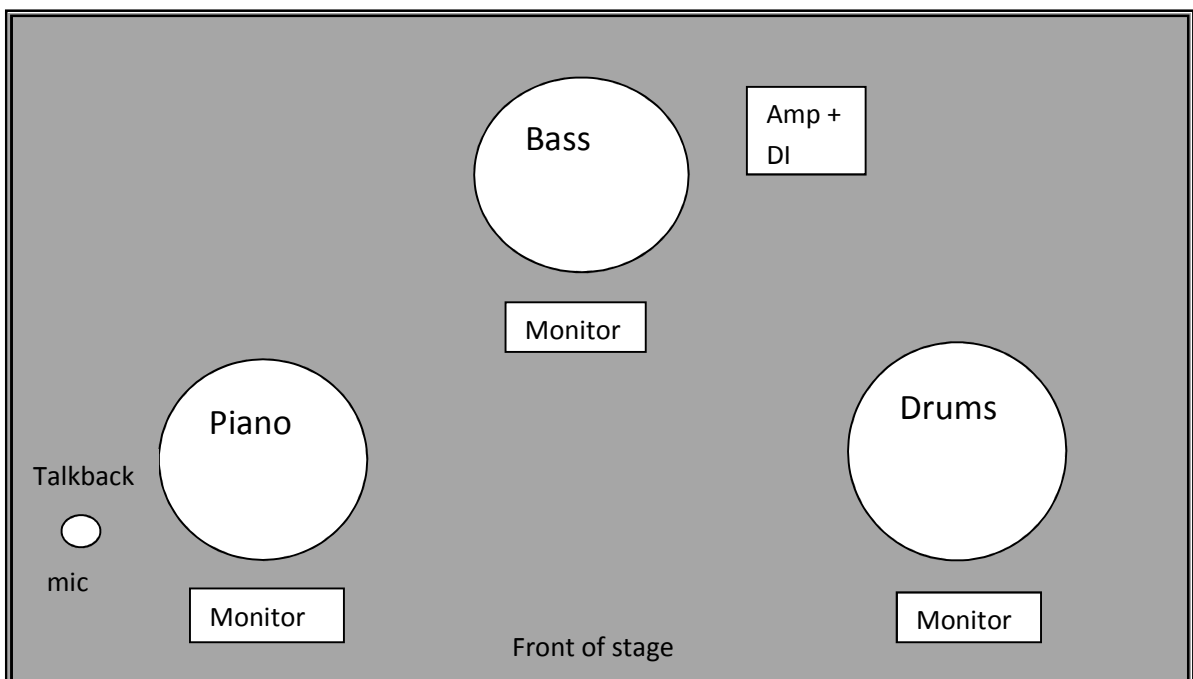 Bass
Amp +
DI
Monitor
Piano
Drums
Talkback
mic
Monitor
Monitor
Front of stage